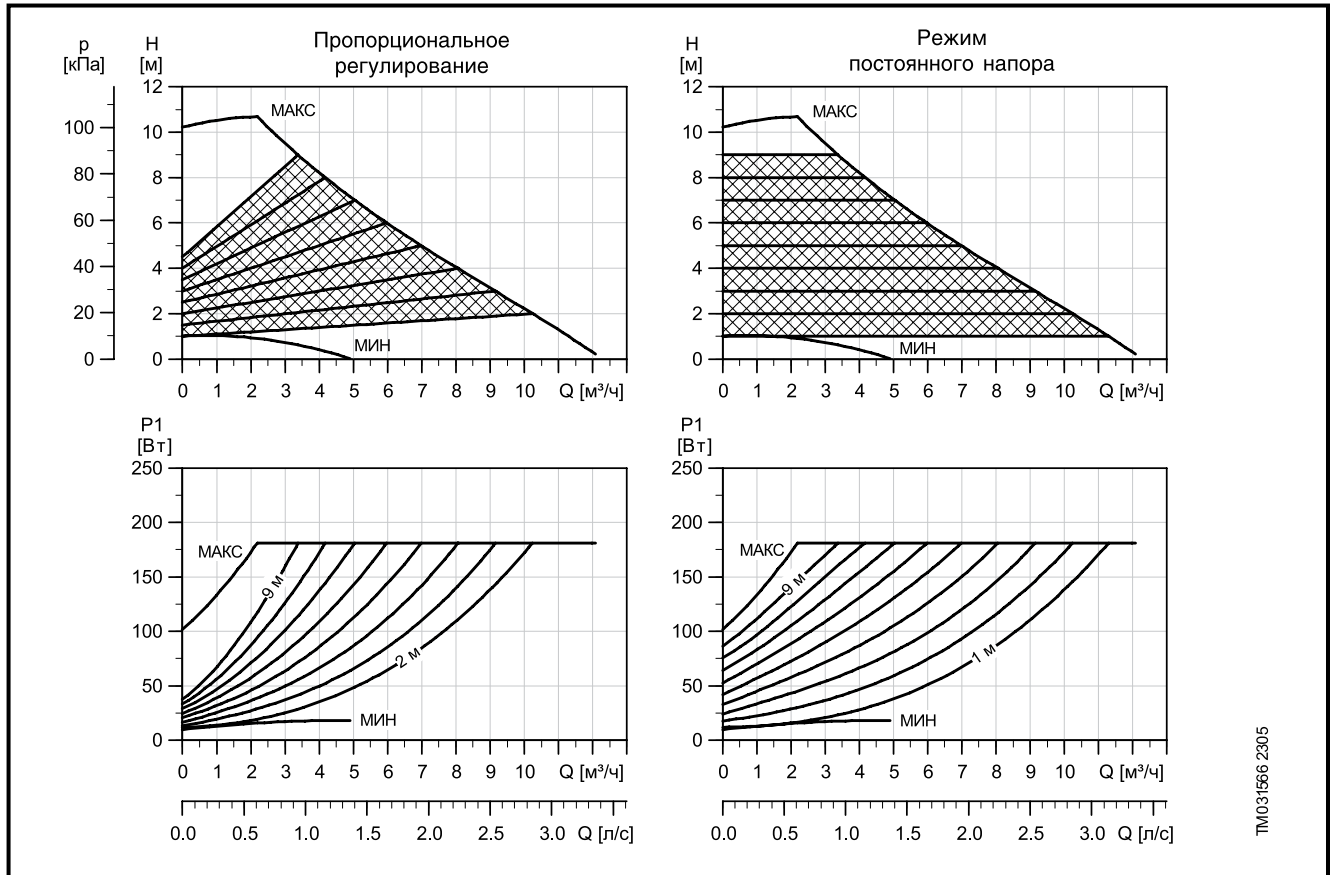 Пропорциональное
регулирование
p
[кПа]
H
[м]
100
80
60
40
20
0
12
10
8
6
4
2
0
МАКС
МИН
0 1 2 3 4 5 6 7 8 9 10 Q [м³/ч]
Режим
постоянного напора
H
[м]
12
10
8
6
4
2
0
МАКС
МИН
0 1 2 3 4 5 6 7 8 9 10 Q [м³/ч]
P1
[Вт]
250
200
150
100
50
0
МАКС
9 м
2 м
МИН
0 1 2 3 4 5 6 7 8 9 10 Q [м³/ч]
0.0 0.5 1.0 1.5 2.0 2.5 3.0 Q [л/с]
P1
[Вт]
250
200
150
100
50
0
МАКС
9 м
1 м
МИН
0 1 2 3 4 5 6 7 8 9 10 Q [м³/ч]
0.0 0.5 1.0 1.5 2.0 2.5 3.0 Q [л/с]
TM031566 2305